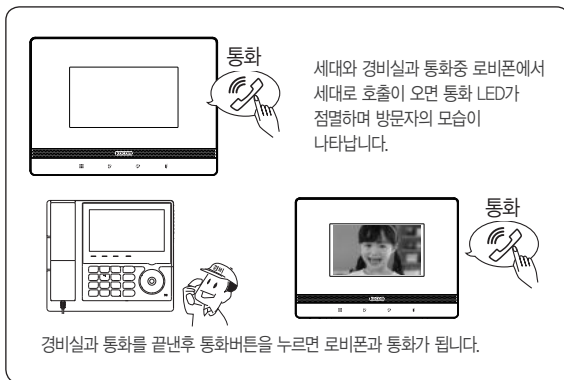 통화
세대와 경비실과 통화중 로비폰에서
세대로 호출이 오면 통화 LED가
점멸하며 방문자의 모습이
나타납니다.
경비
통화
경비실과 통화를 끝낸후 통화버튼을 누르면 로비폰과 통화가 됩니다.